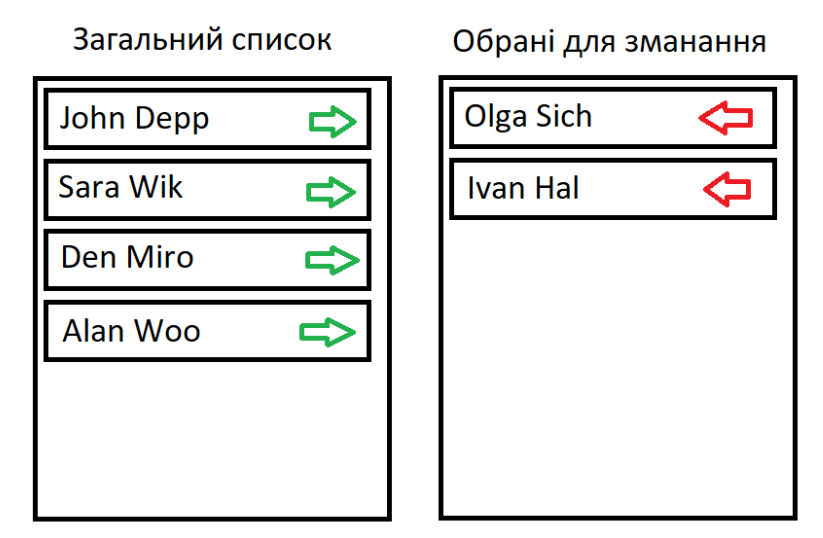 Загальний список
John Depp
Sara Wik
Den Miro
Alan Woo
Обрані для зманання
Olga Sich
Ivan Hal